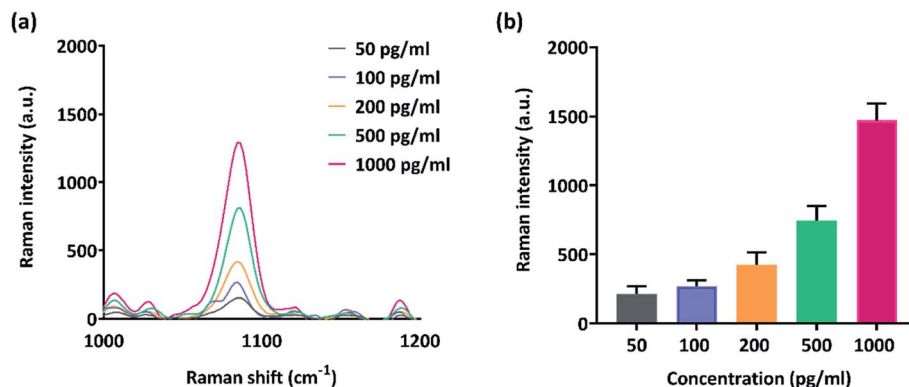 (a)
Raman intensity (a.u.)
2000
1500
1000
500
0
1000
1100
1200
Raman shift (cm⁻¹)
50 pg/ml
100 pg/ml
200 pg/ml
500 pg/ml
1000 pg/ml
(b)
Raman intensity (a.u.)
2000
1500
1000
500
0
50
100
200
500
1000
Concentration (pg/ml)